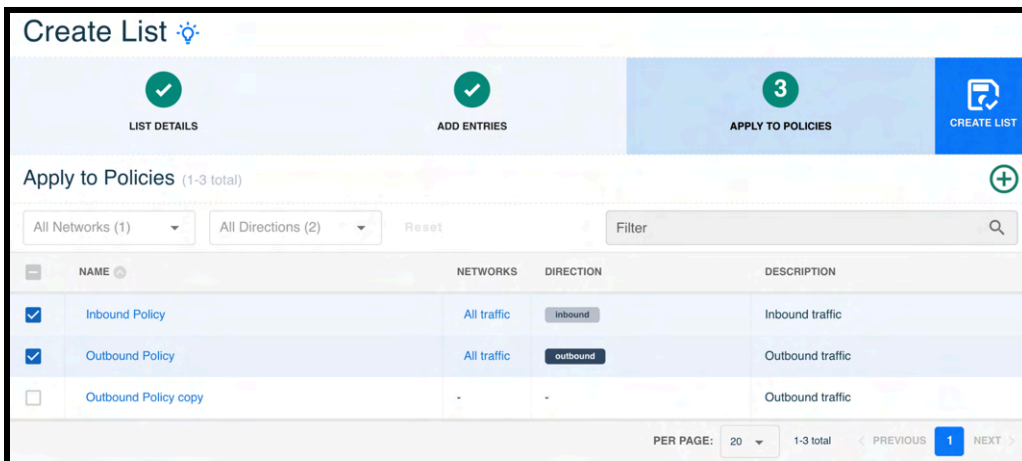 Create List
3
LIST DETAILS
ADD ENTRIES
APPLY TO POLICIES
CREATE LIST
Apply to Policies (1-3 total)
All Networks (1)
All Directions (2)
Reset
Filter
NAME NETWORKS DIRECTION DESCRIPTION
Inbound Policy All traffic inbound Inbound traffic
Outbound Policy All traffic outbound Outbound traffic
Outbound Policy copy - - Outbound traffic
PER PAGE: 20 1-3 total PREVIOUS 1 NEXT